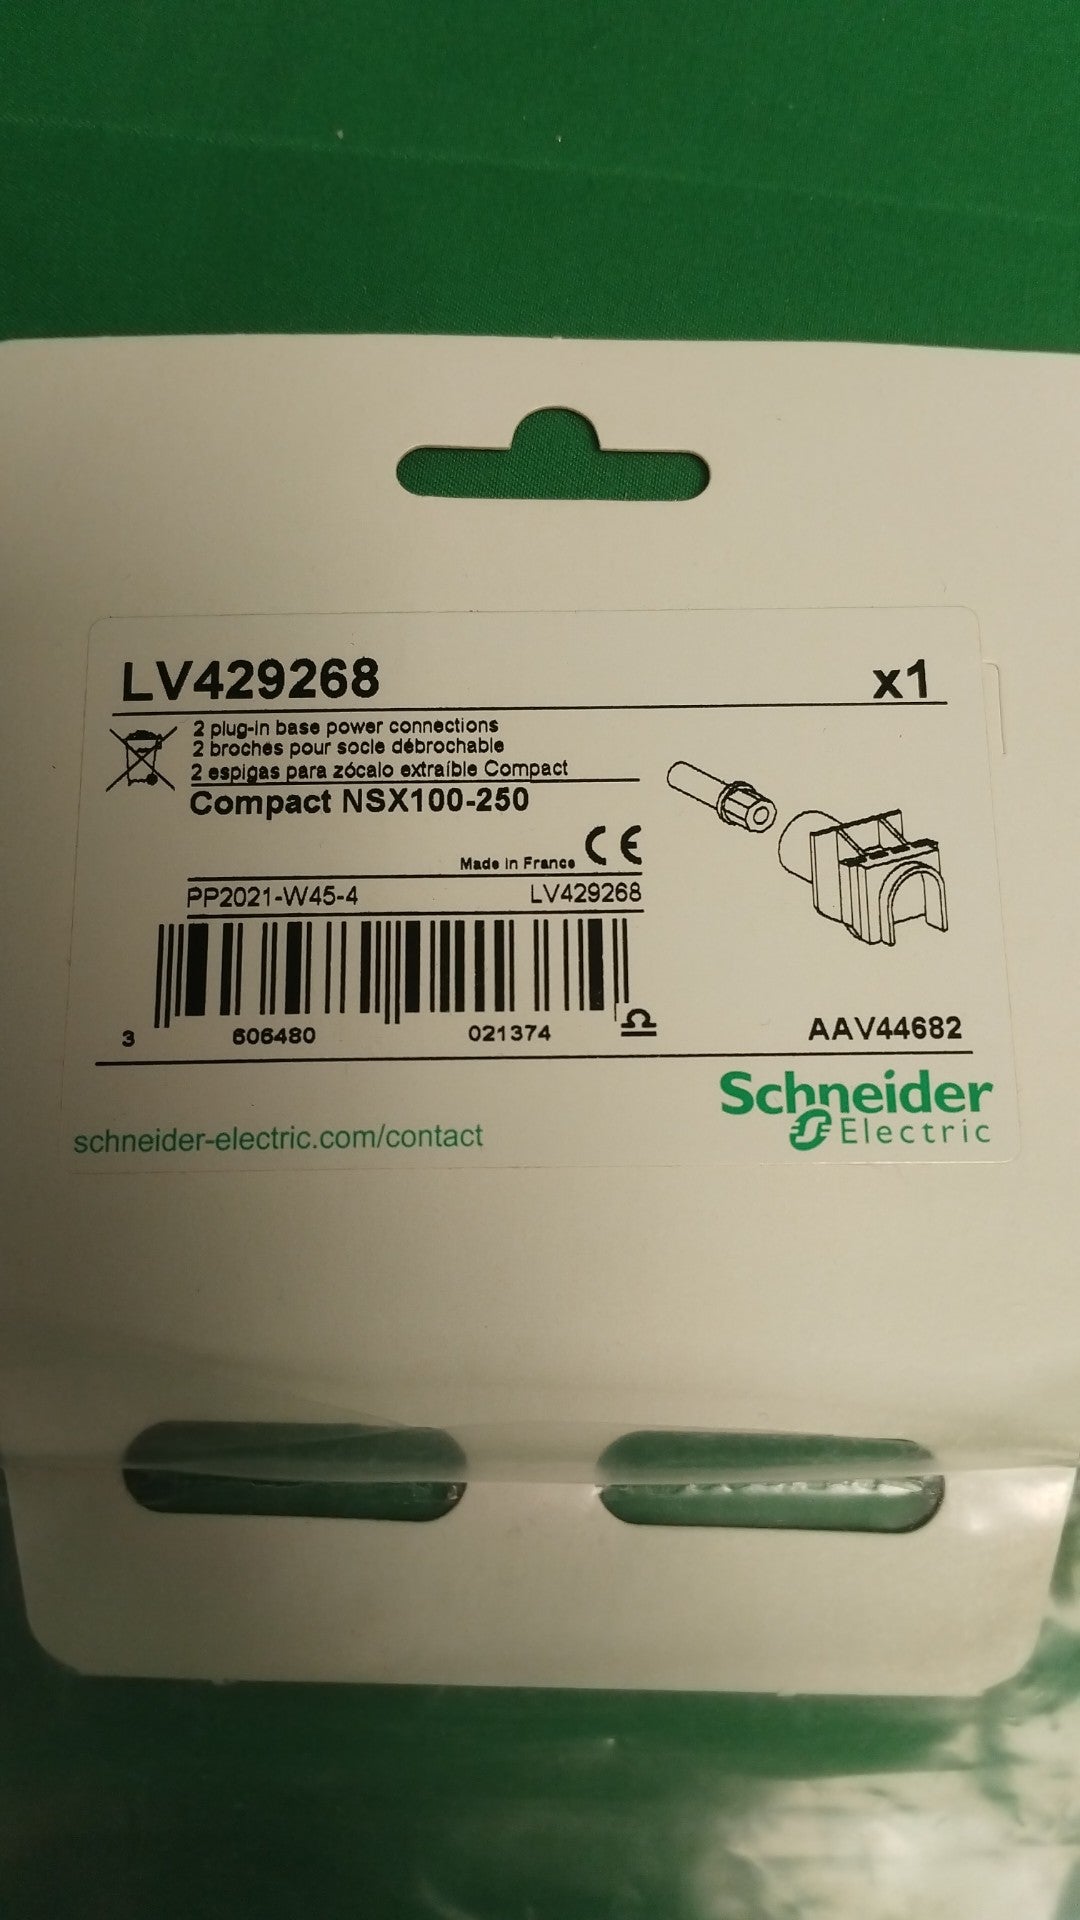 LV429268 x1
2 plug-in base power connections
2 broches pour socle débrochable
2 espigas para zócalo extraíble Compact
Compact NSX100-250
Made in France CE
PP2021-W45-4 LV429268
3 606480 021374
AAV44682
schneider-electric.com/contact
Schneider
Electric